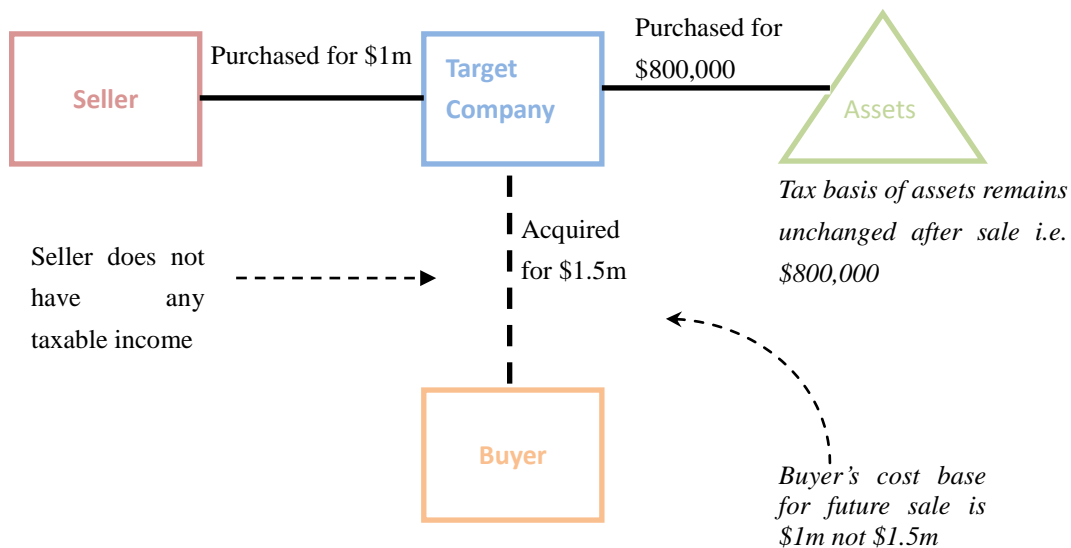 Seller
Purchased for $1m
Target
Company
Purchased for
$800,000
Assets
Tax basis of assets remains
unchanged after sale i.e.
$800,000
Seller does not
have any
taxable income
Acquired
for $1.5m
Buyer
Buyer’s cost base
for future sale is
$1m not $1.5m